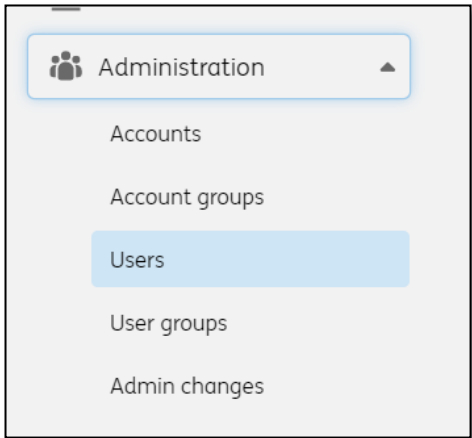 Administration
Accounts
Account groups
Users
User groups
Admin changes